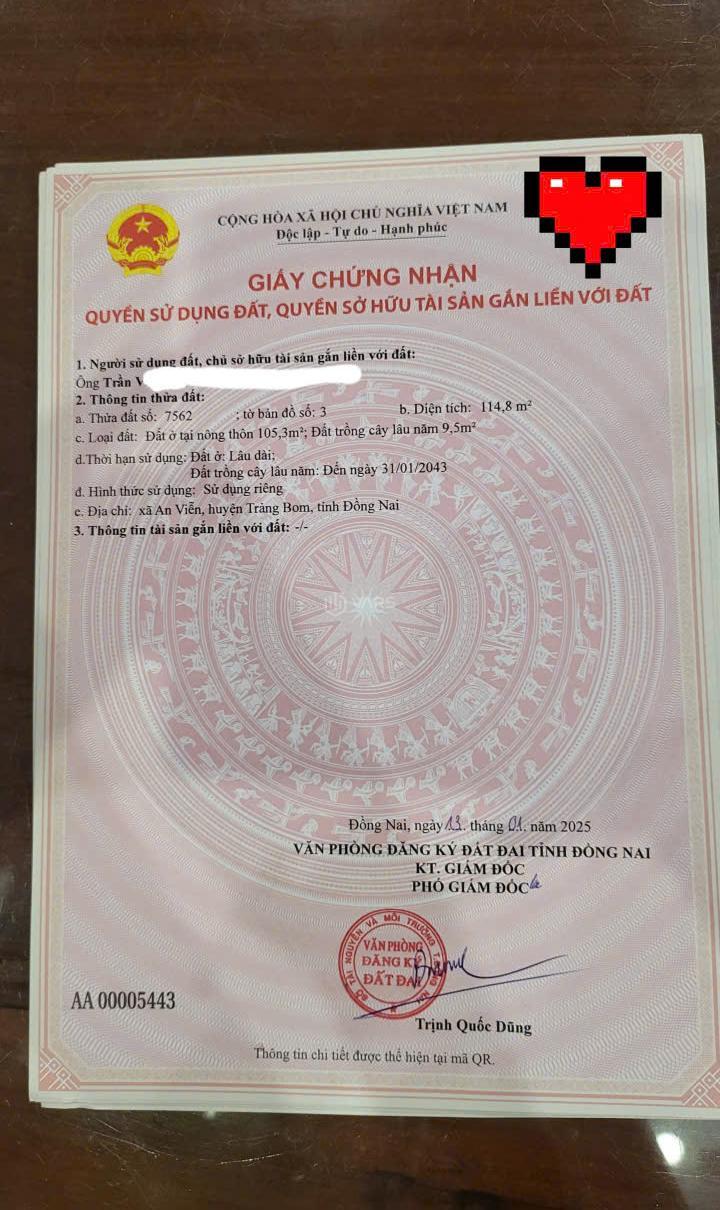 CỘNG HÒA XÃ HỘI CHỦ NGHĨA VIỆT NAM
Độc lập - Tự do - Hạnh phúc
GIẤY CHỨNG NHẬN
QUYỀN SỬ DỤNG ĐẤT, QUYỀN SỞ HỮU TÀI SẢN GẮN LIỀN VỚI ĐẤT
1. Người sử dụng đất, chủ sở hữu tài sản gắn liền với đất:
Ông Trần V
2. Thông tin thửa đất:
a. Thửa đất số: 7562 ; tờ bản đồ số: 3 b. Diện tích: 114,8 m²
c. Loại đất: Đất ở tại nông thôn 105,3m²; Đất trồng cây lâu năm 9,5m²
d.Thời hạn sử dụng: Đất ở: Lâu dài;
Đất trồng cây lâu năm: Đến ngày 31/01/2043
đ. Hình thức sử dụng: Sử dụng riêng
e. Địa chỉ: xã An Viễn, huyện Trảng Bom, tỉnh Đồng Nai
3. Thông tin tài sản gắn liền với đất: -/-
VARS
Đồng Nai, ngày 13. tháng 01. năm 2025
VĂN PHÒNG ĐĂNG KÝ ĐẤT ĐAI TỈNH ĐỒNG NAI
KT. GIÁM ĐỐC
PHÓ GIÁM ĐỐC
SỞ TÀI NGUYÊN VÀ MÔI TRƯỜNG
VĂN PHÒNG
ĐĂNG KÝ
ĐẤT ĐAI
AA 00005443
Trịnh Quốc Dũng
Thông tin chi tiết được thể hiện tại mã QR.